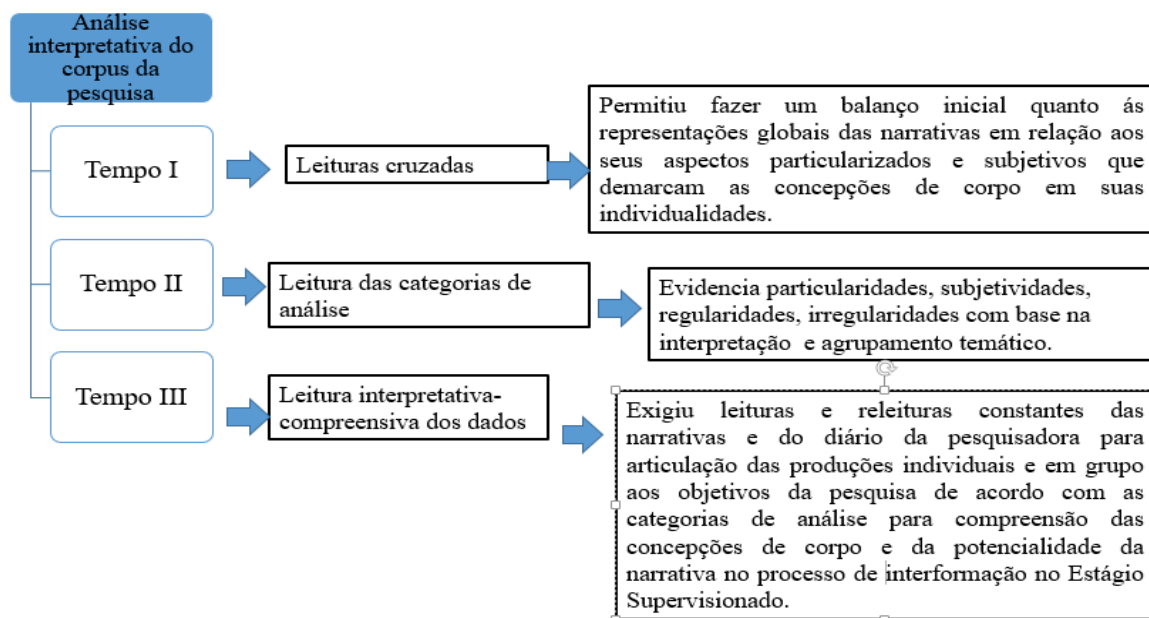 Análise
interpretativa do
corpus da
pesquisa
Tempo I
Leituras cruzadas
Permitiu fazer um balanço inicial quanto ás
representações globais das narrativas em relação aos
seus aspectos particularizados e subjetivos que
demarcam as concepções de corpo em suas
individualidades.
Tempo II
Leitura das categorias de
análise
Evidencia particularidades, subjetividades,
regularidades, irregularidades com base na
interpretação e agrupamento temático.
Tempo III
Leitura interpretativa-
compreensiva dos dados
Exigiu leituras e releituras constantes das
narrativas e do diário da pesquisadora para
articulação das produções individuais e em grupo
aos objetivos da pesquisa de acordo com as
categorias de análise para compreensão das
concepções de corpo e da potencialidade da
narrativa no processo de interformação no Estágio
Supervisionado.